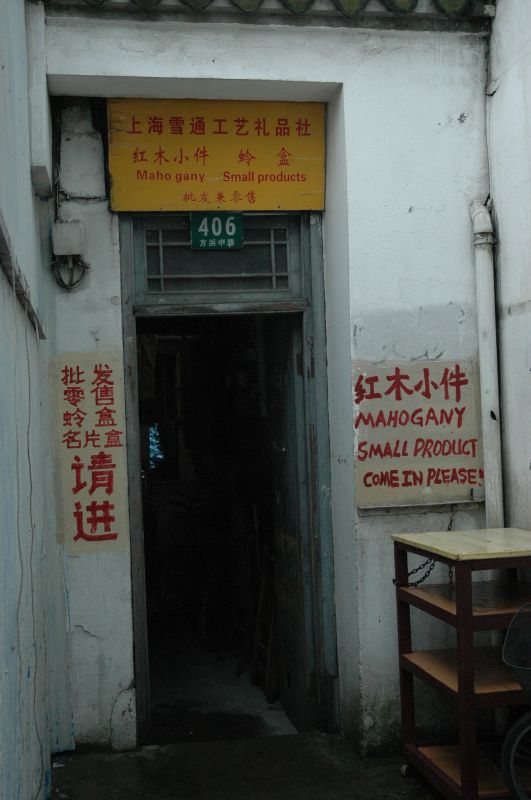 上海雪通工艺礼品社
红木小件 蛉盒
Maho gany Small products
批发兼零售
406
方浜中路
批发
零售
蛉盒
名片盒
请
进
红木小件
MAHOGANY
SMALL PRODUCT
COME IN PLEASE!